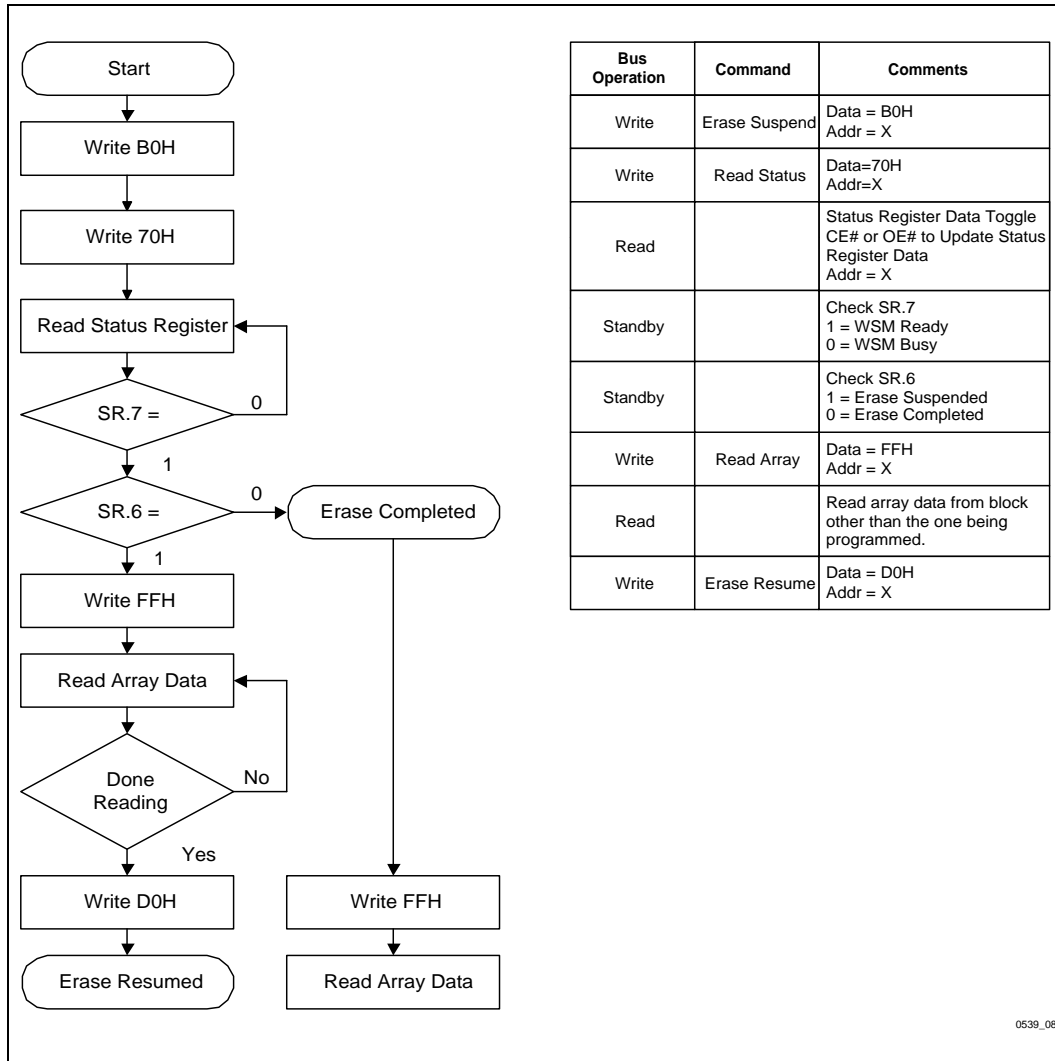 Start
Write B0H
Write 70H
Read Status Register
SR.7 =
0
1
SR.6 =
0
Erase Completed
1
Write FFH
Read Array Data
Done
Reading
No
Yes
Write D0H
Write FFH
Erase Resumed
Read Array Data
Bus
Operation
Command
Comments
Write
Erase Suspend
Data = B0H
Addr = X
Write
Read Status
Data=70H
Addr=X
Read
Status Register Data Toggle
CE# or OE# to Update Status
Register Data
Addr = X
Standby
Check SR.7
1 = WSM Ready
0 = WSM Busy
Standby
Check SR.6
1 = Erase Suspended
0 = Erase Completed
Write
Read Array
Data = FFH
Addr = X
Read
Read array data from block
other than the one being
programmed.
Write
Erase Resume
Data = D0H
Addr = X
0539_08